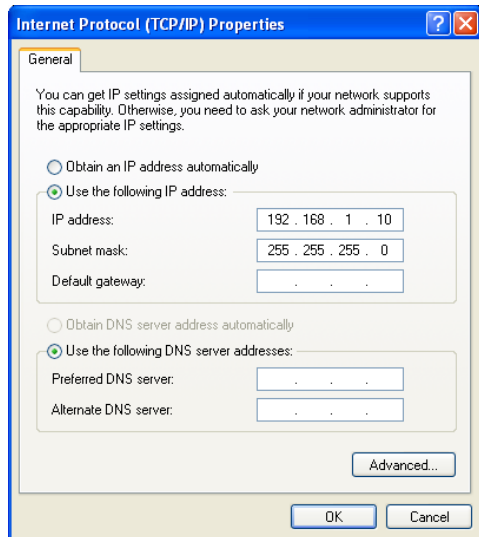 Internet Protocol (TCP/IP) Properties
General
You can get IP settings assigned automatically if your network supports
this capability. Otherwise, you need to ask your network administrator for
the appropriate IP settings.
Obtain an IP address automatically
Use the following IP address:
IP address: 192 . 168 . 1 . 10
Subnet mask: 255 . 255 . 255 . 0
Default gateway: . . .
Obtain DNS server address automatically
Use the following DNS server addresses:
Preferred DNS server: . . .
Alternate DNS server: . . .
Advanced...
OK Cancel